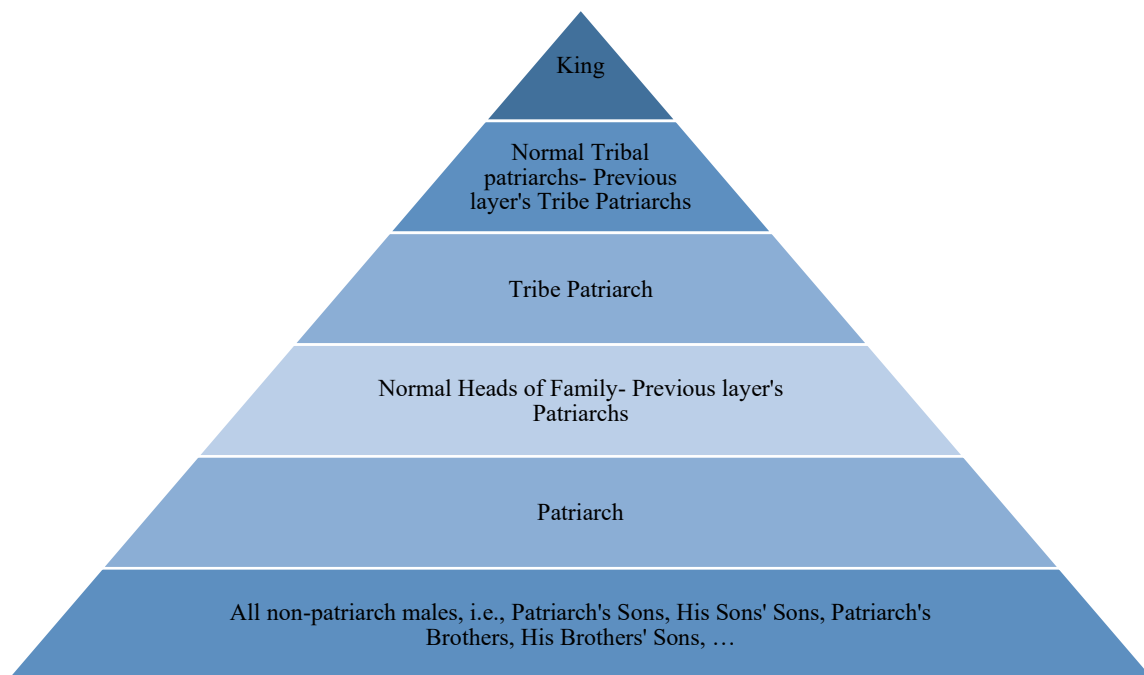 King
Normal Tribal
patriarchs- Previous
layer's Tribe Patriarchs
Tribe Patriarch
Normal Heads of Family- Previous layer's
Patriarchs
Patriarch
All non-patriarch males, i.e., Patriarch's Sons, His Sons' Sons, Patriarch's
Brothers, His Brothers' Sons, …